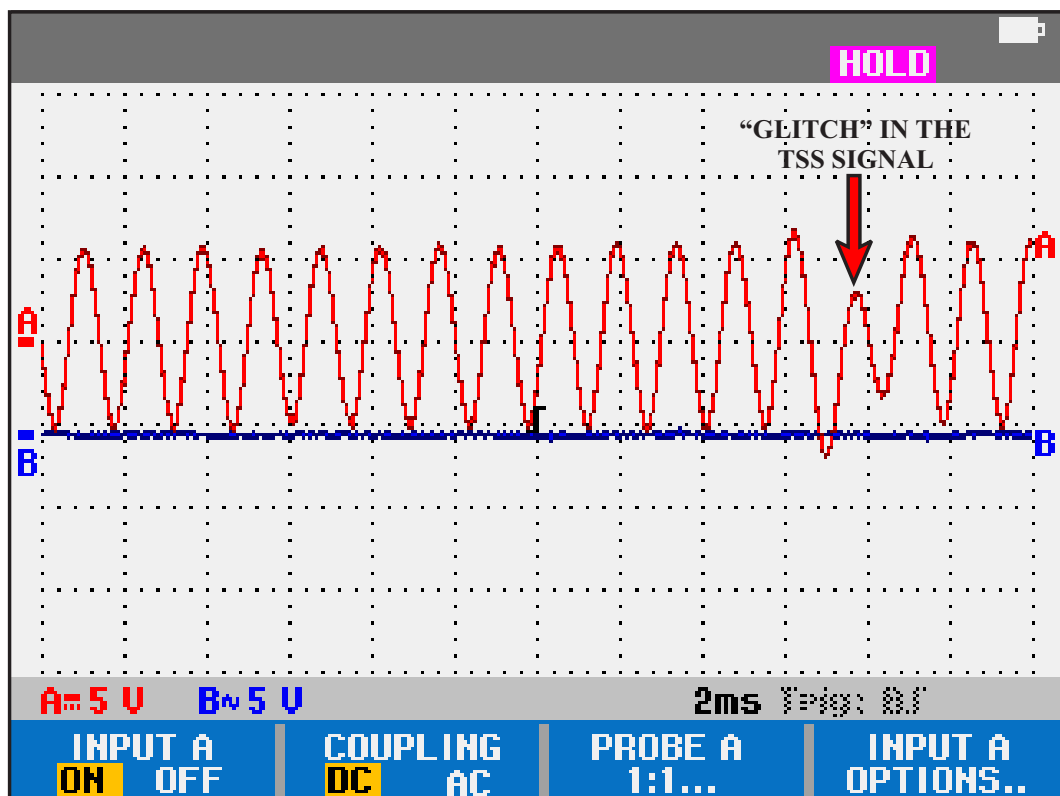 HOLD
“GLITCH” IN THE
TSS SIGNAL
A
A
B
B
A 5 V B~5 V 2ms Trig:
INPUT A
ON OFF
COUPLING
DC AC
PROBE A
1:1...
INPUT A
OPTIONS..